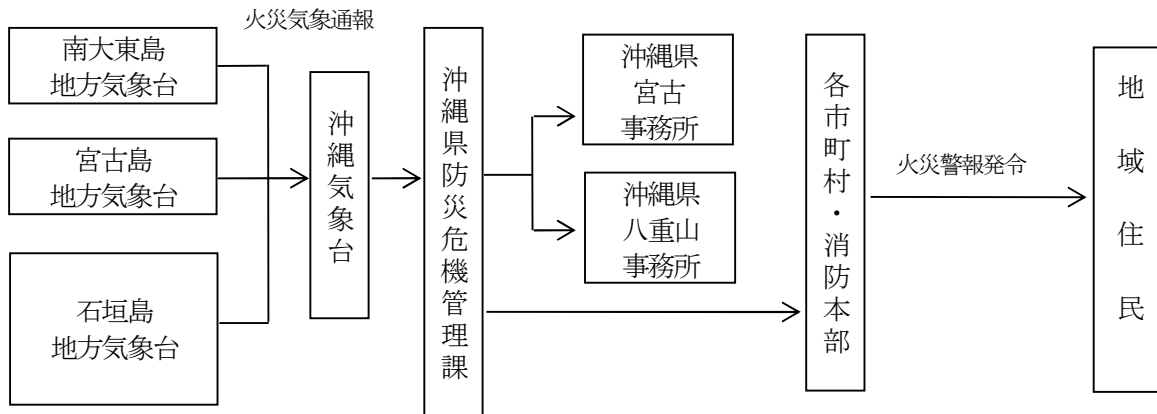 火災気象通報
南大東島
地方気象台
宮古島
地方気象台
石垣島
地方気象台
沖縄気象台
沖縄県防災危機管理課
沖縄県
宮古
事務所
沖縄県
八重山
事務所
各市町村・消防本部
火災警報発令
地域住民